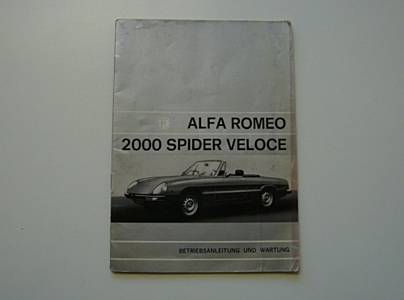 ALFA ROMEO
2000 SPIDER VELOCE
BETRIEBSANLEITUNG UND WARTUNG